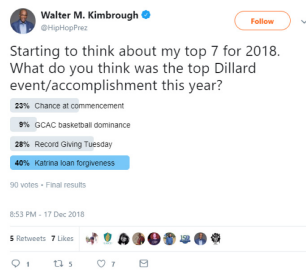 Walter M. Kimbrough
@HipHopPrez
Follow
Starting to think about my top 7 for 2018.
What do you think was the top Dillard
event/accomplishment this year?
23% Chance at commencement
9% GCAC basketball dominance
28% Record Giving Tuesday
40% Katrina loan forgiveness
90 votes • Final results
8:53 PM - 17 Dec 2018
5 Retweets 7 Likes
1 5 7